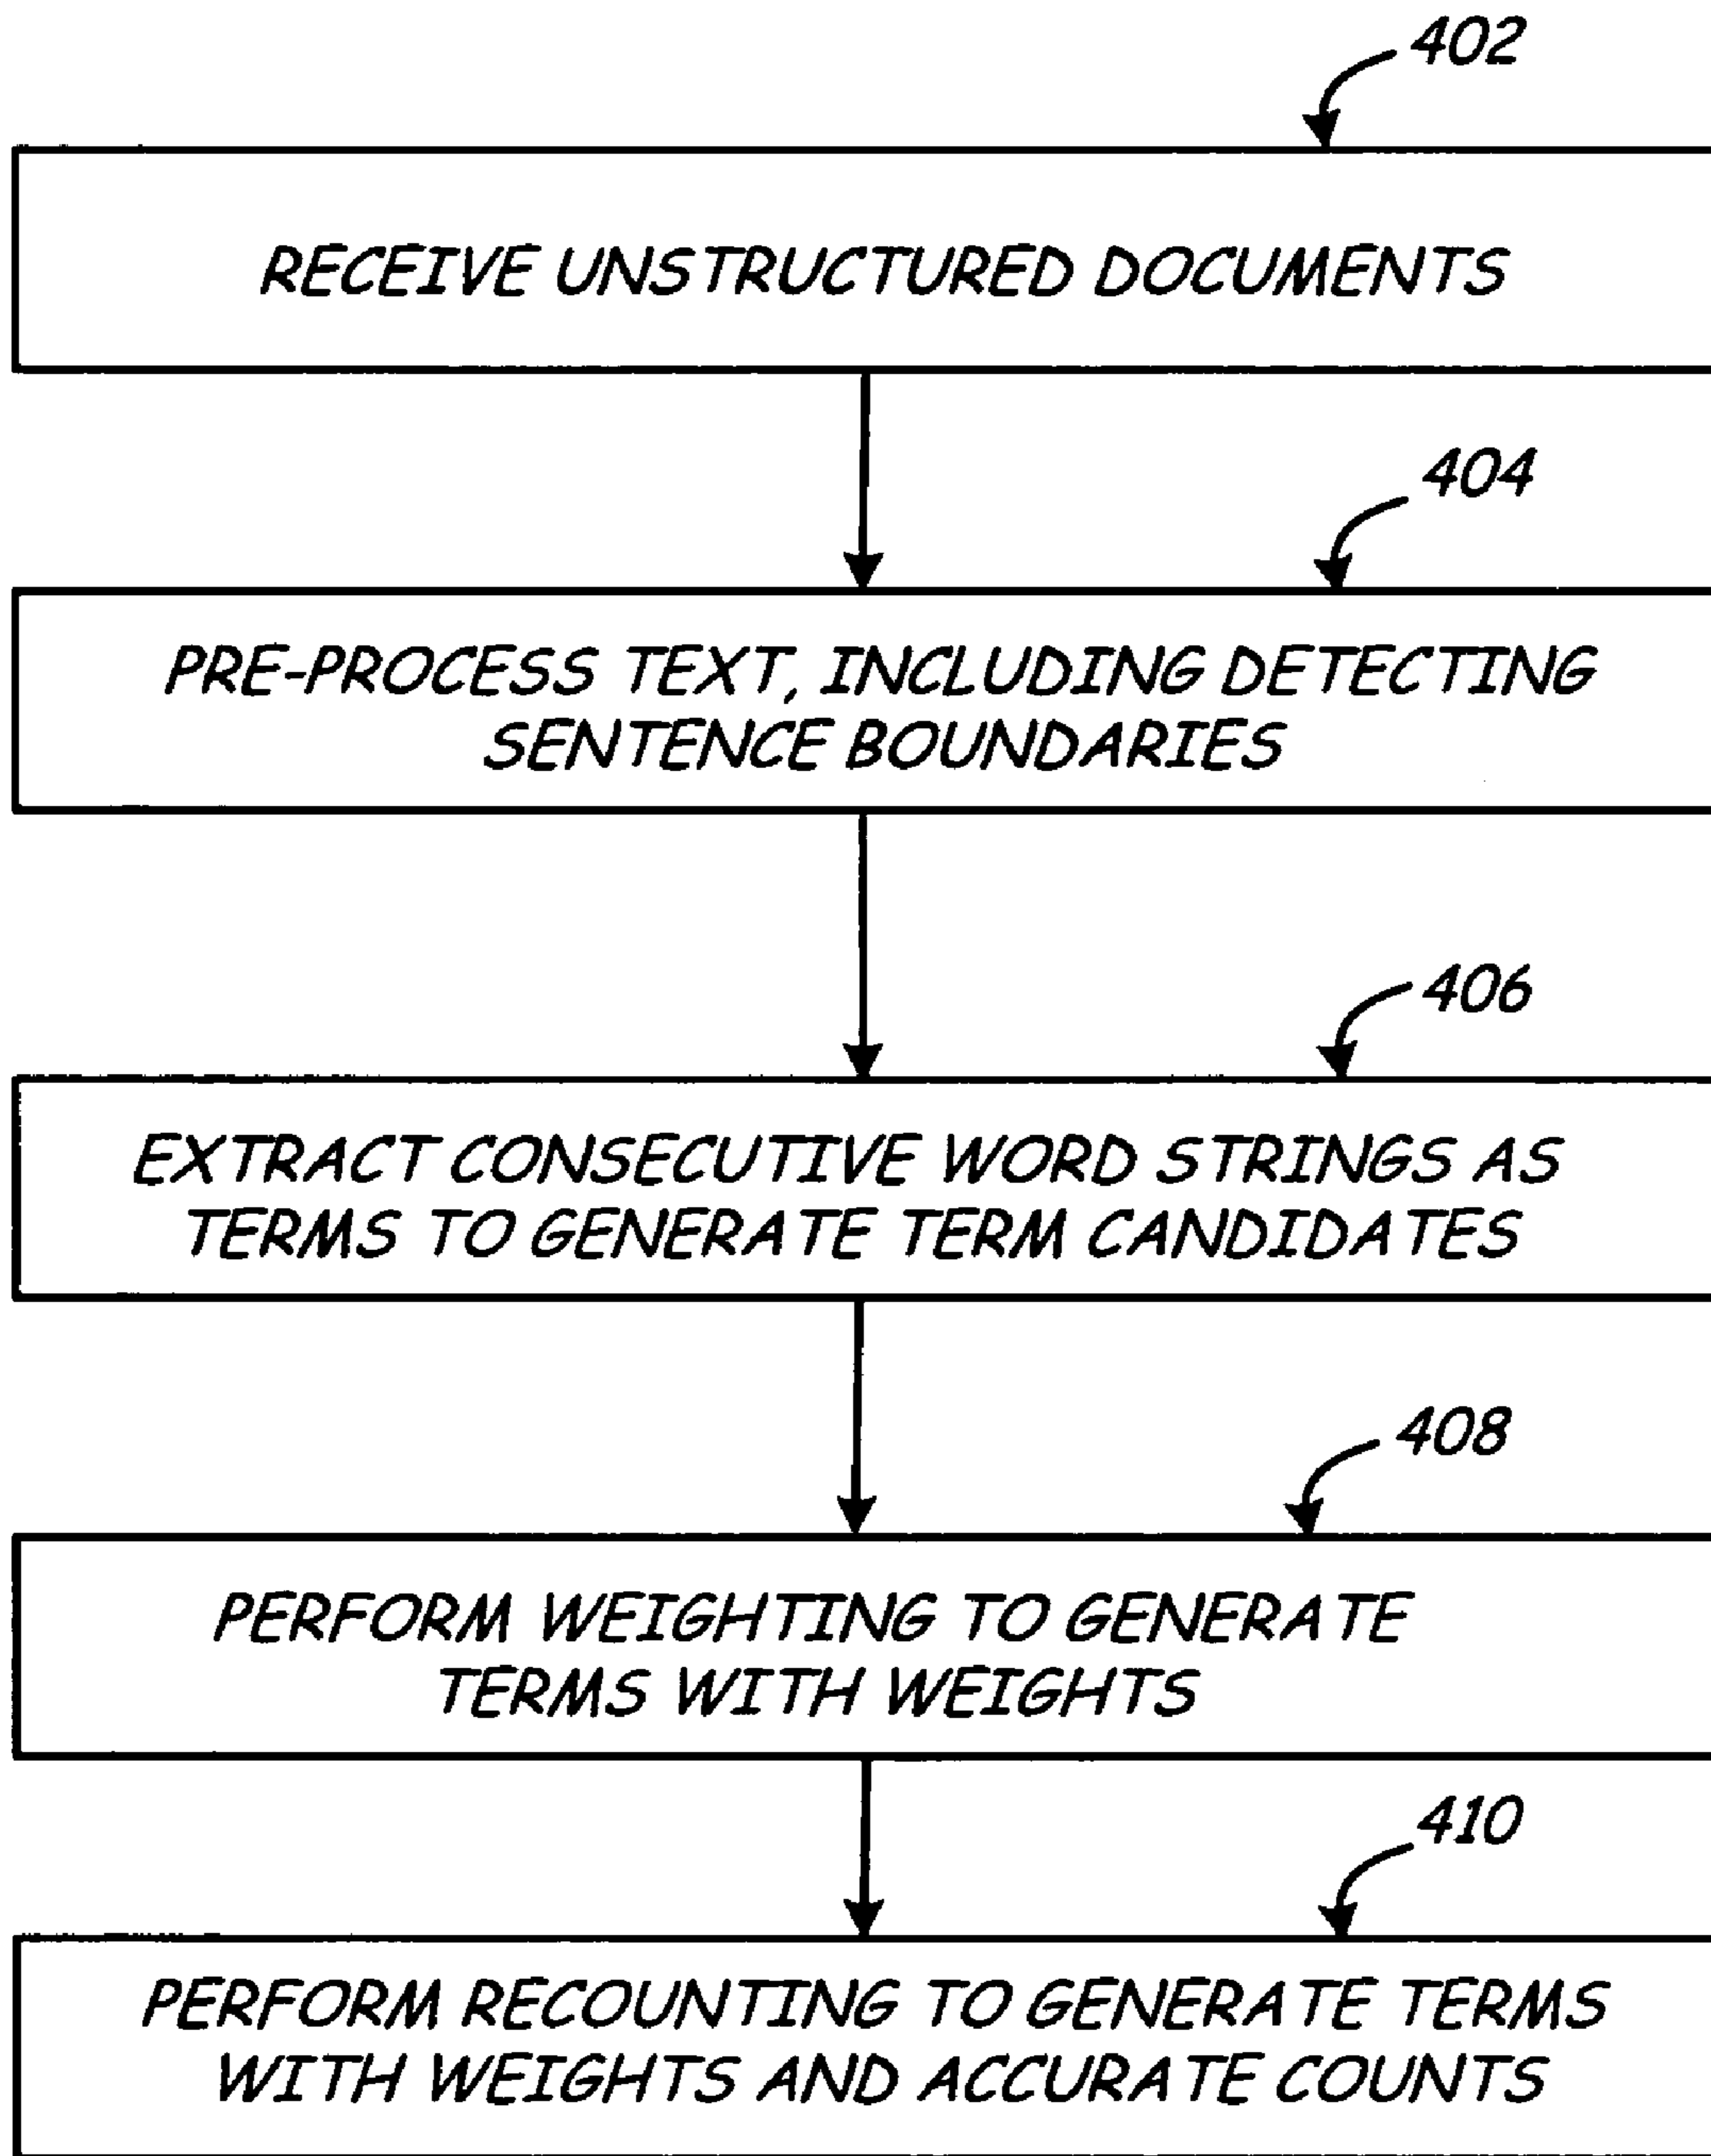 402
RECEIVE UNSTRUCTURED DOCUMENTS
404
PRE-PROCESS TEXT, INCLUDING DETECTING
SENTENCE BOUNDARIES
406
EXTRACT CONSECUTIVE WORD STRINGS AS
TERMS TO GENERATE TERM CANDIDATES
408
PERFORM WEIGHTING TO GENERATE
TERMS WITH WEIGHTS
410
PERFORM RECOUNTING TO GENERATE TERMS
WITH WEIGHTS AND ACCURATE COUNTS